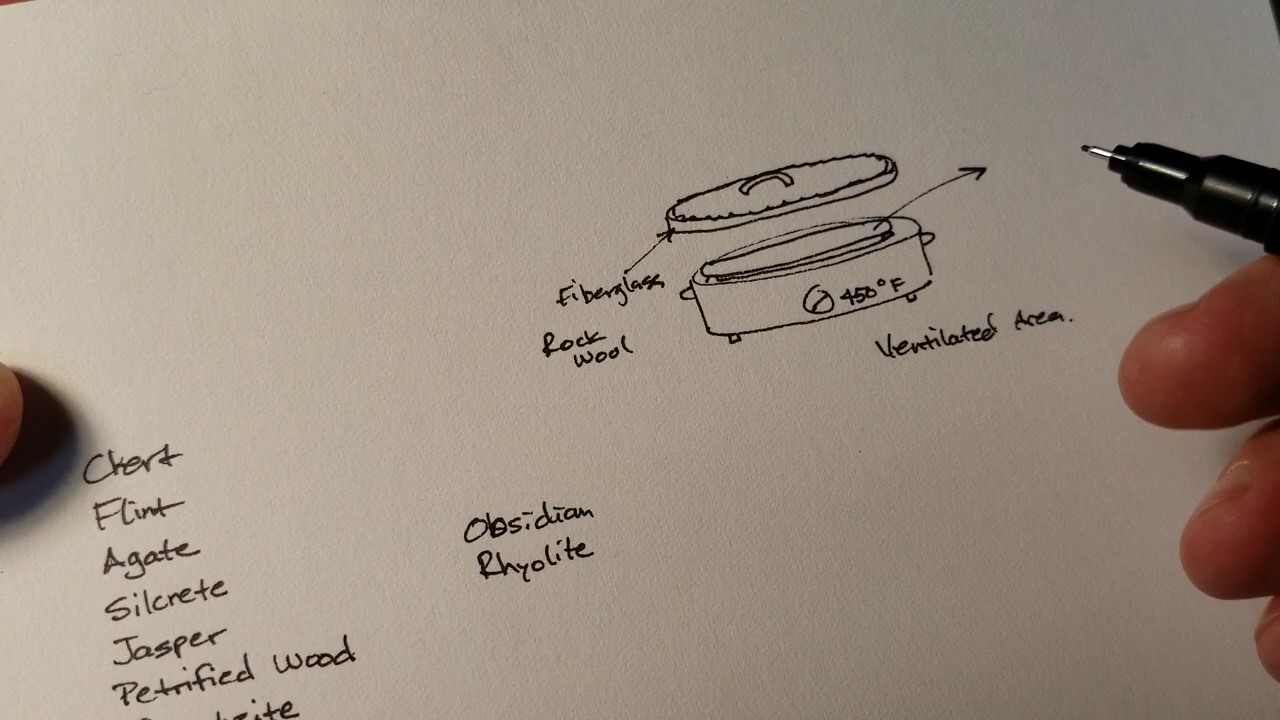 Fiberglass
450°F
Rock
Wool
Ventilated Area.
Chert
Flint
Agate
Silcrete
Jasper
Petrified Wood
Obsidian
Rhyolite